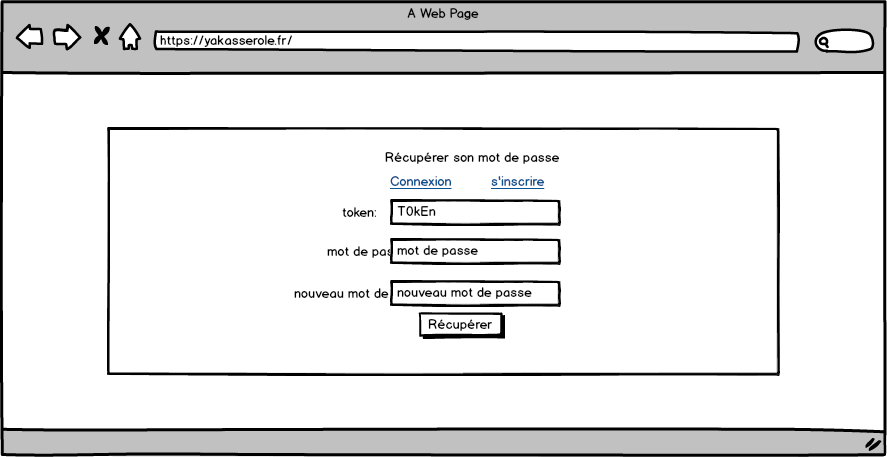 A Web Page
https://yakasserole.fr/
Récupérer son mot de passe
Connexion s'inscrire
token: T0kEn
mot de pas mot de passe
nouveau mot de nouveau mot de passe
Récupérer